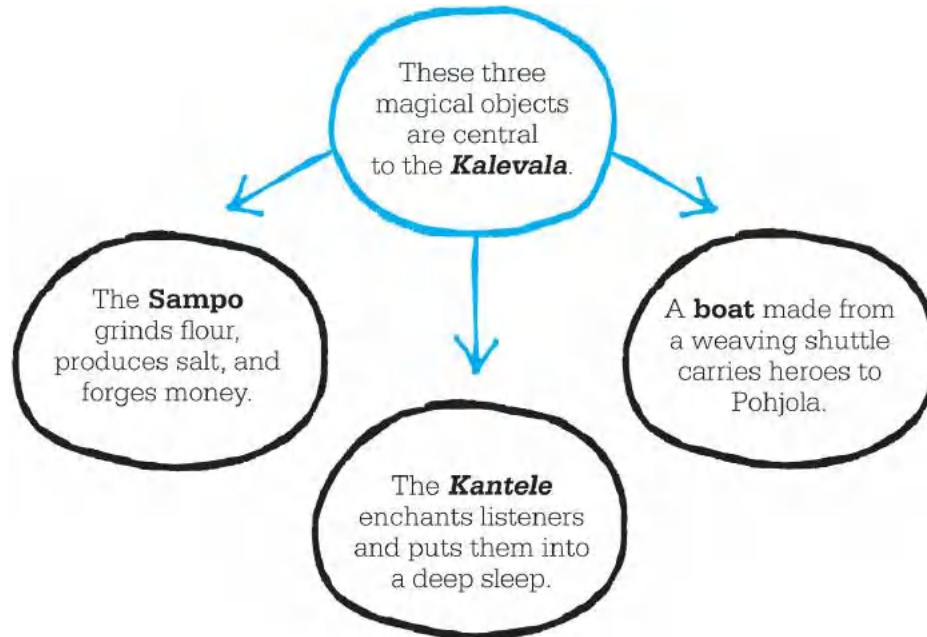 These three
magical objects
are central
to the Kalevala.
The Sampo
grinds flour,
produces salt, and
forges money.
The Kantele
enchants listeners
and puts them into
a deep sleep.
A boat made from
a weaving shuttle
carries heroes to
Pohjola.